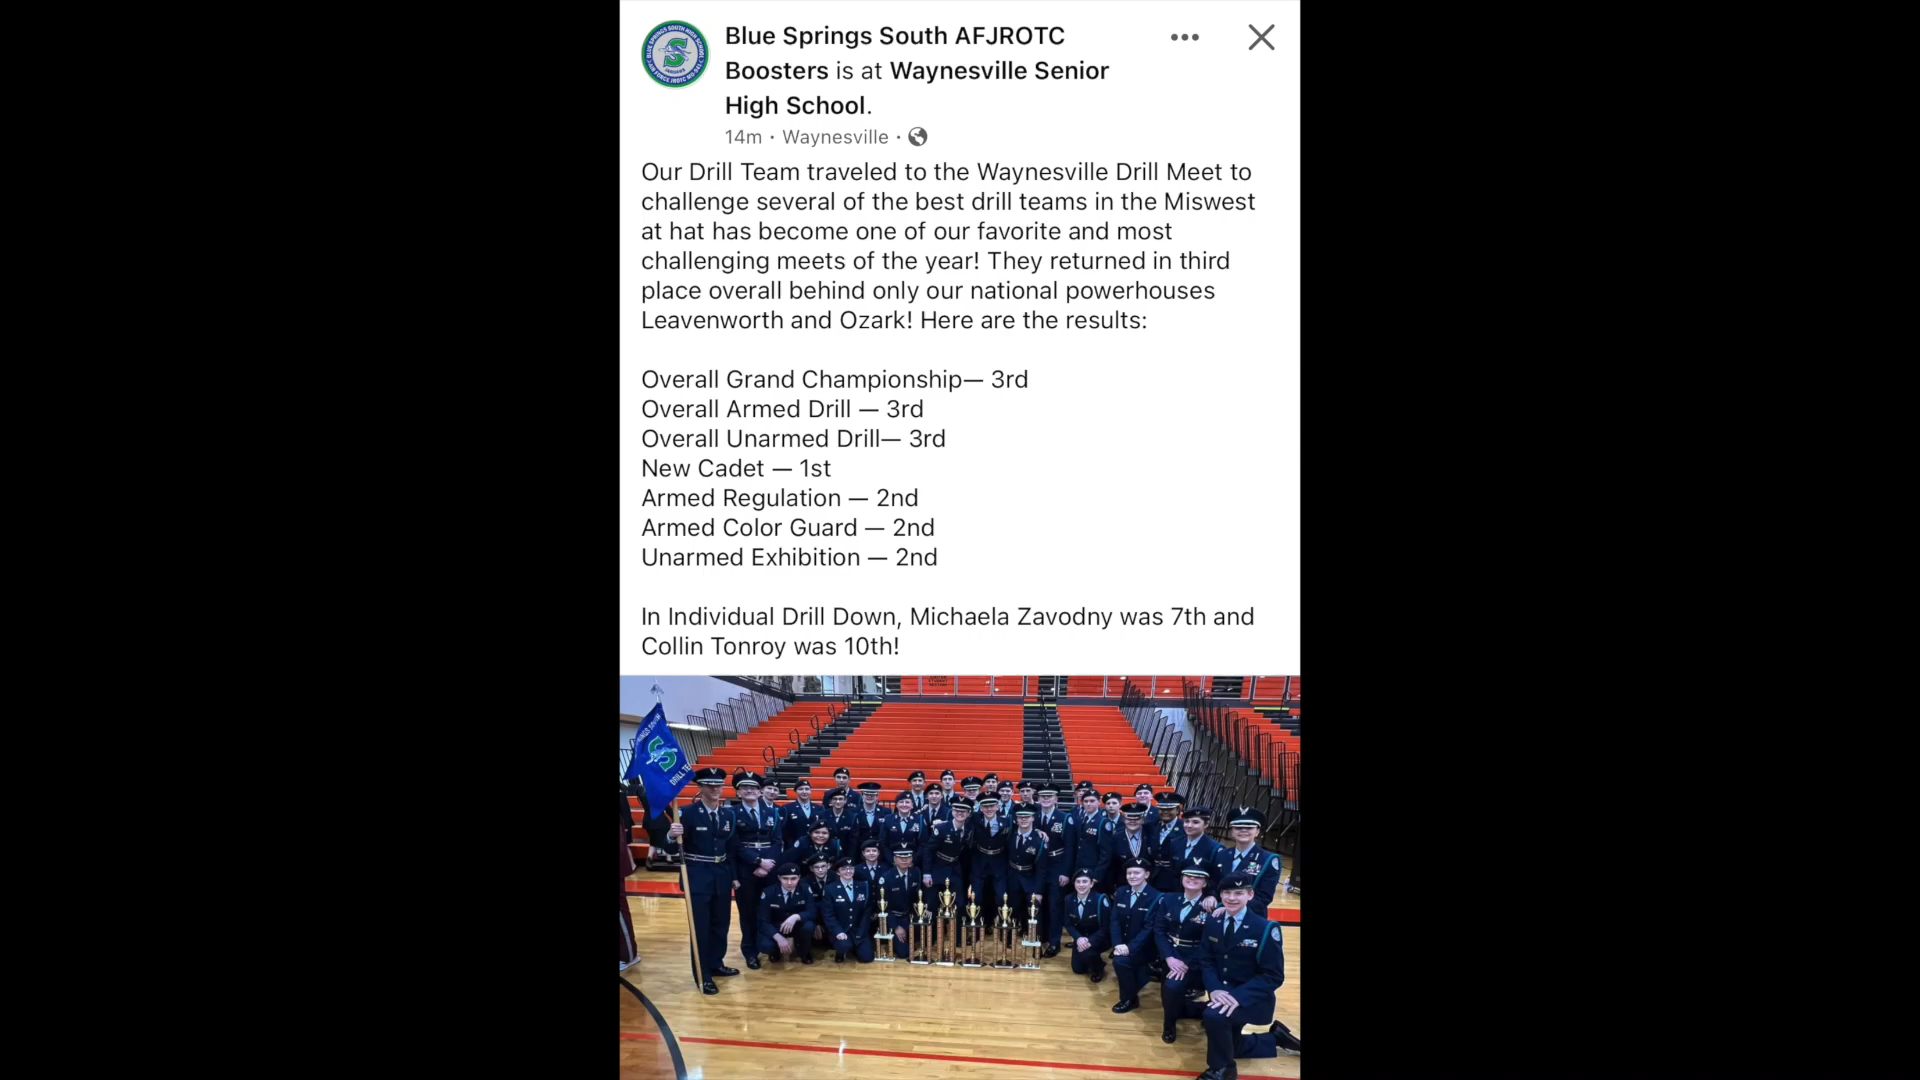 Blue Springs South AFJROTC
Boosters is at Waynesville Senior
High School.
14m · Waynesville ·
Our Drill Team traveled to the Waynesville Drill Meet to
challenge several of the best drill teams in the Miswest
at hat has become one of our favorite and most
challenging meets of the year! They returned in third
place overall behind only our national powerhouses
Leavenworth and Ozark! Here are the results:
Overall Grand Championship— 3rd
Overall Armed Drill — 3rd
Overall Unarmed Drill— 3rd
New Cadet — 1st
Armed Regulation — 2nd
Armed Color Guard — 2nd
Unarmed Exhibition — 2nd
In Individual Drill Down, Michaela Zavodny was 7th and
Collin Tonroy was 10th!
S
DRILL